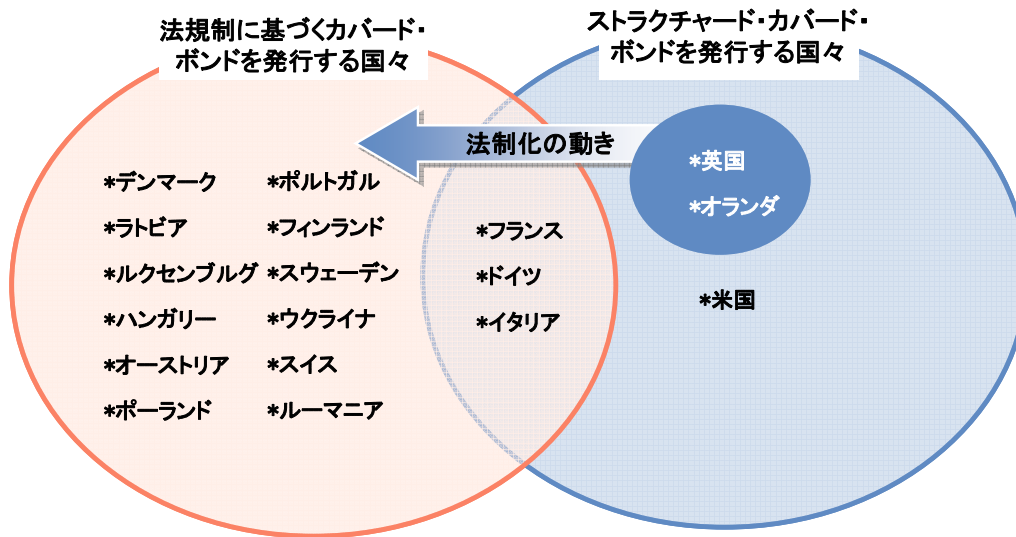 法規制に基づくカバード・
ボンドを発行する国々
ストラクチャード・カバード・
ボンドを発行する国々
法制化の動き
*デンマーク
*ラトビア
*ルクセンブルグ
*ハンガリー
*オーストリア
*ポーランド
*ポルトガル
*フィンランド
*スウェーデン
*ウクライナ
*スイス
*ルーマニア
*フランス
*ドイツ
*イタリア
*英国
*オランダ
*米国